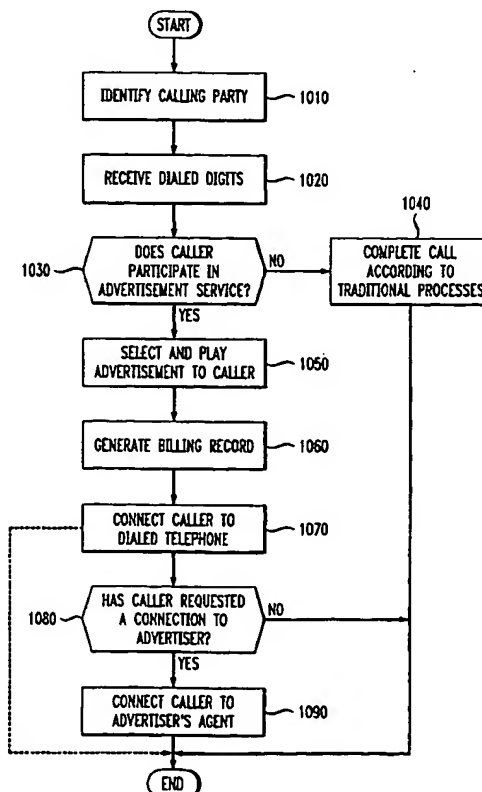 START
IDENTIFY CALLING PARTY
1010
RECEIVE DIALED DIGITS
1020
1030
DOES CALLER
PARTICIPATE IN
ADVERTISEMENT SERVICE?
NO
YES
1040
COMPLETE CALL
ACCORDING TO
TRADITIONAL PROCESSES
SELECT AND PLAY
ADVERTISEMENT TO CALLER
1050
GENERATE BILLING RECORD
1060
CONNECT CALLER TO
DIALED TELEPHONE
1070
1080
HAS CALLER REQUESTED
A CONNECTION TO
ADVERTISER?
NO
YES
CONNECT CALLER TO
ADVERTISER'S AGENT
1090
END